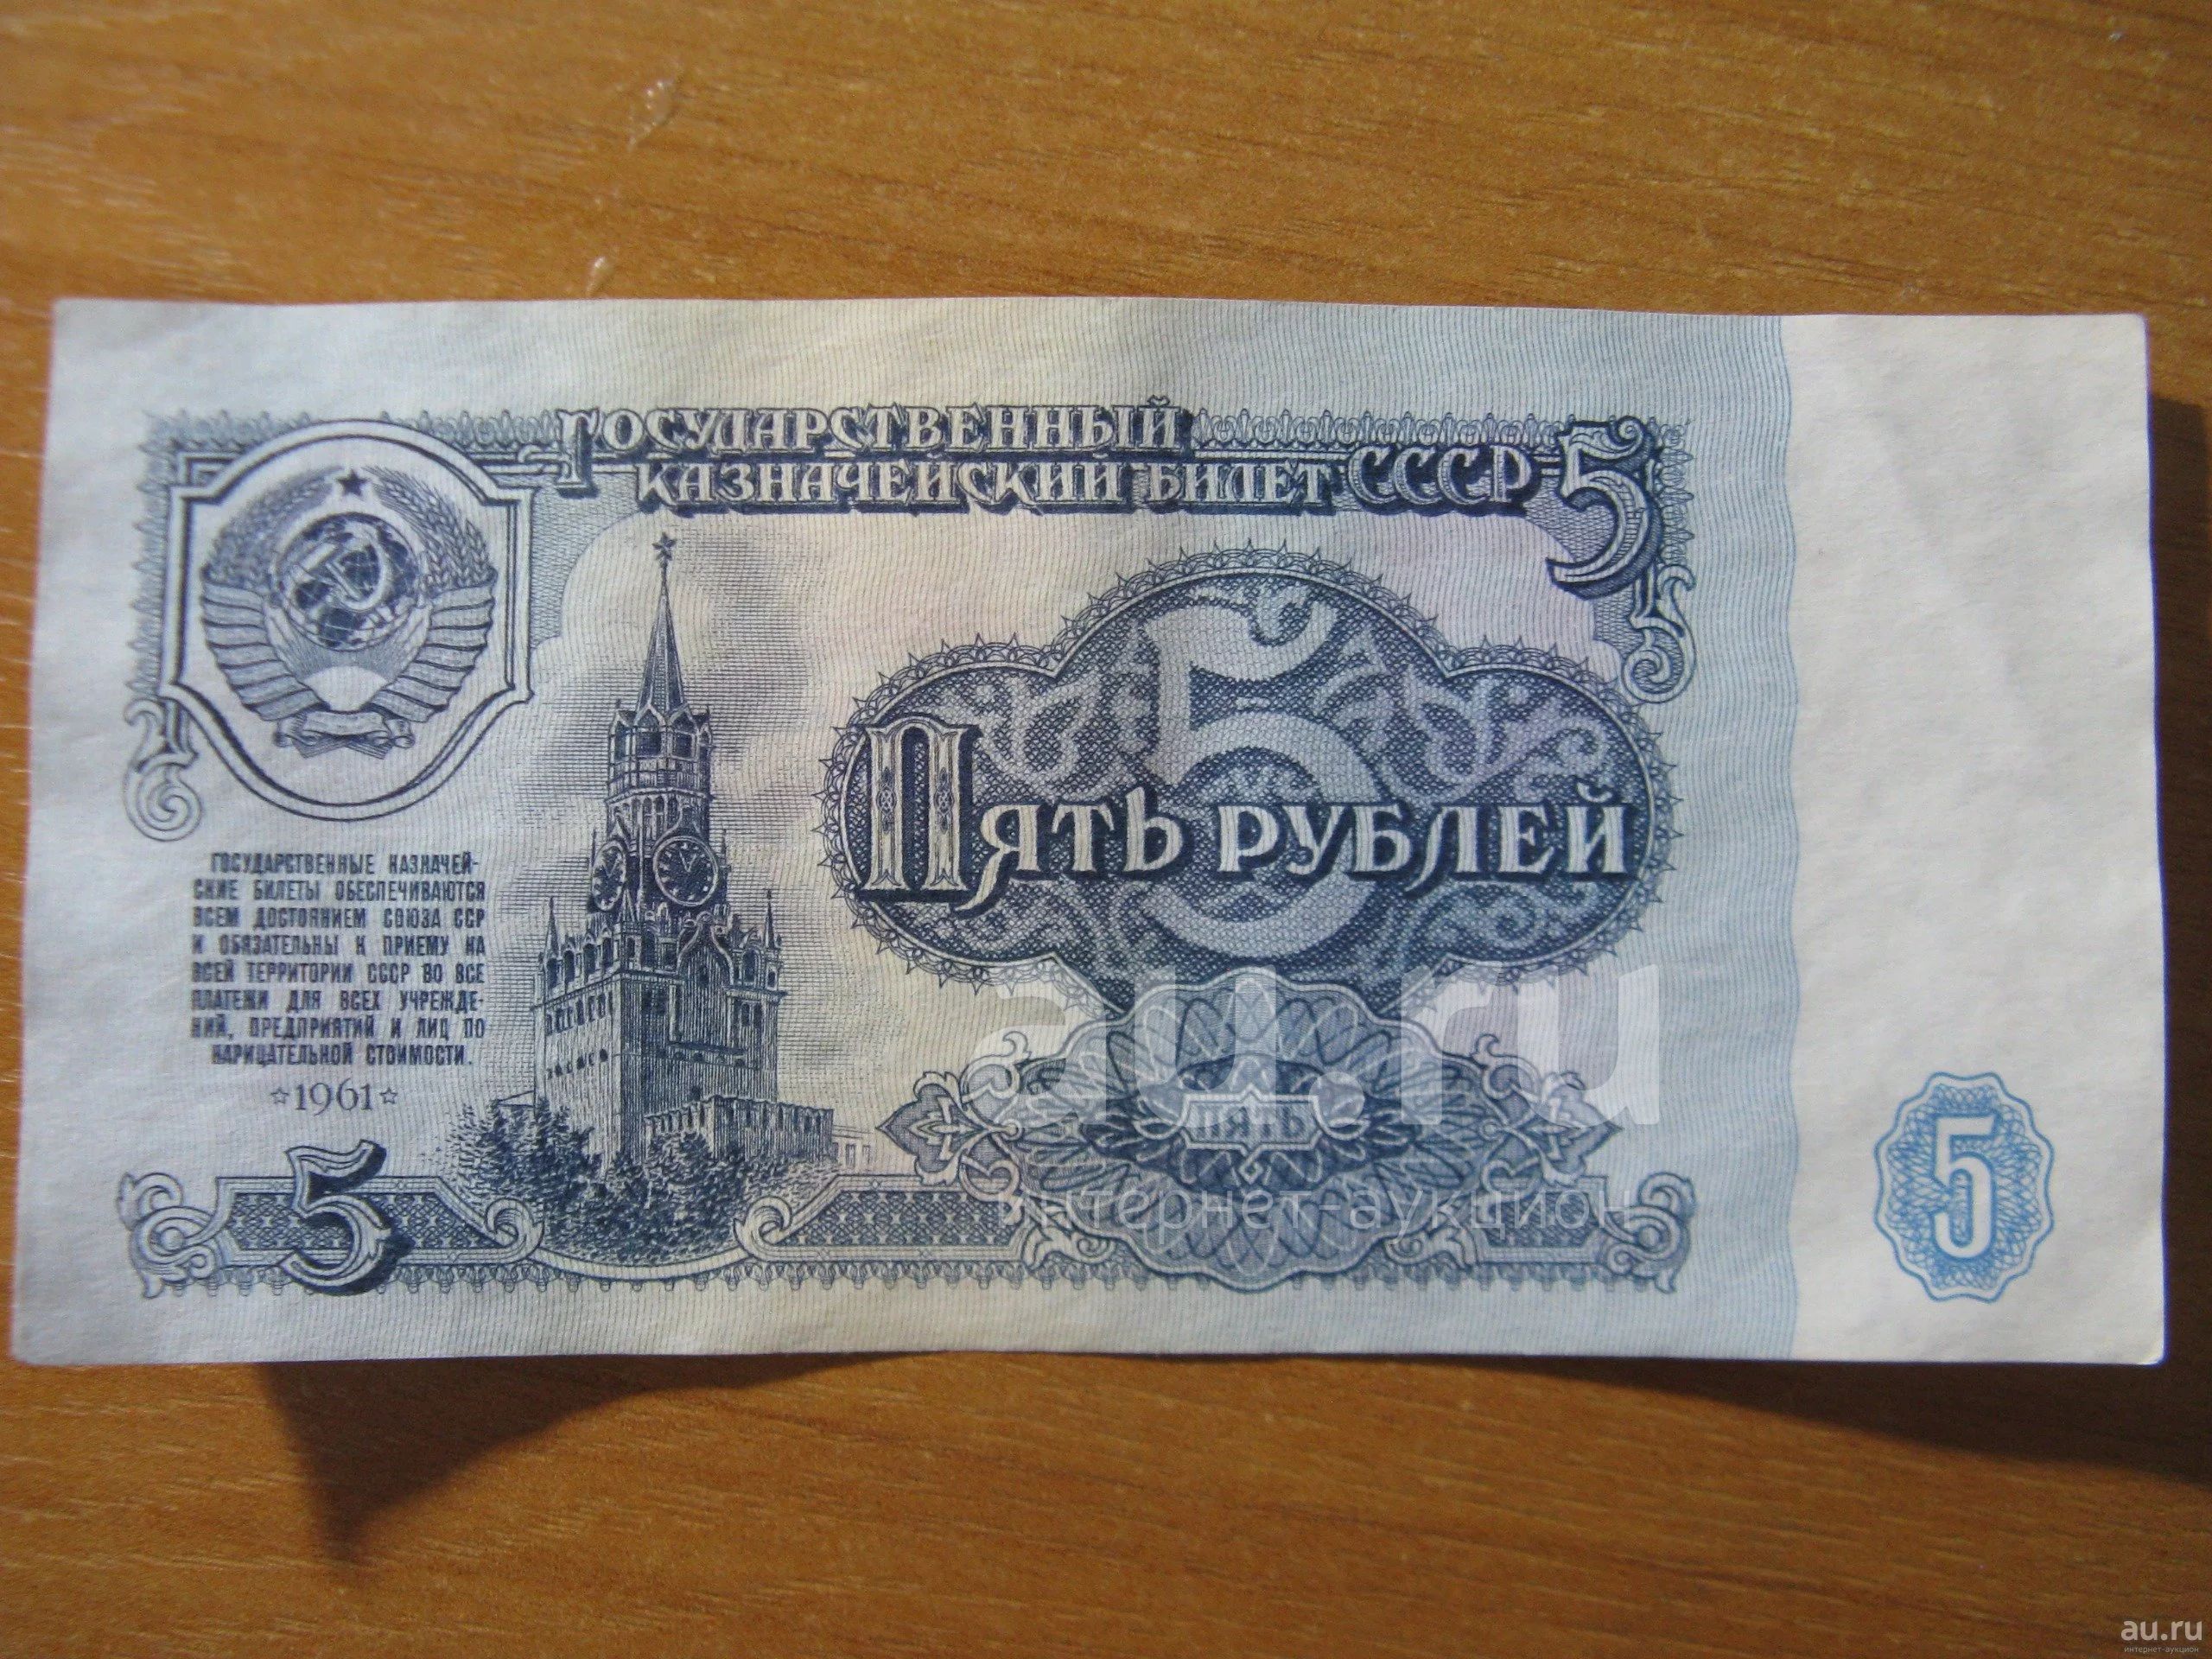 Государственный
казначейский билет СССР 5
5
Пять рублей
ГОСУДАРСТВЕННЫЕ КАЗНАЧЕЙ-
СКИЕ БИЛЕТЫ ОБЕСПЕЧИВАЮТСЯ
ВСЕМ ДОСТОЯНИЕМ СОЮЗА ССР
И ОБЯЗАТЕЛЬНЫ К ПРИЕМУ НА
ВСЕЙ ТЕРРИТОРИИ СССР ВО ВСЕ
ПЛАТЕЖИ ДЛЯ ВСЕХ УЧРЕЖДЕ-
НИЙ, ПРЕДПРИЯТИЙ И ЛИЦ ПО
НАРИЦАТЕЛЬНОЙ СТОИМОСТИ.
☆1961☆
au.ru
ПЯТЬ
интернет-аукцион
5
5
au.ru
интернет-аукцион